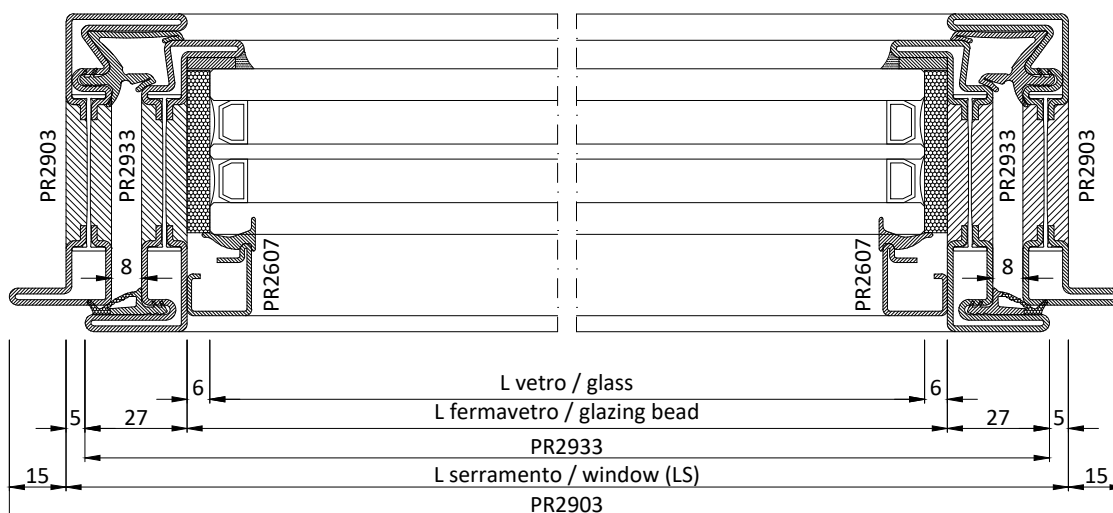 PR2903
PR2933
PR2933
PR2903
PR2607
PR2607
8
8
6
L vetro / glass
6
5
27
L fermavetro / glazing bead
27
5
PR2933
15
L serramento / window (LS)
15
PR2903